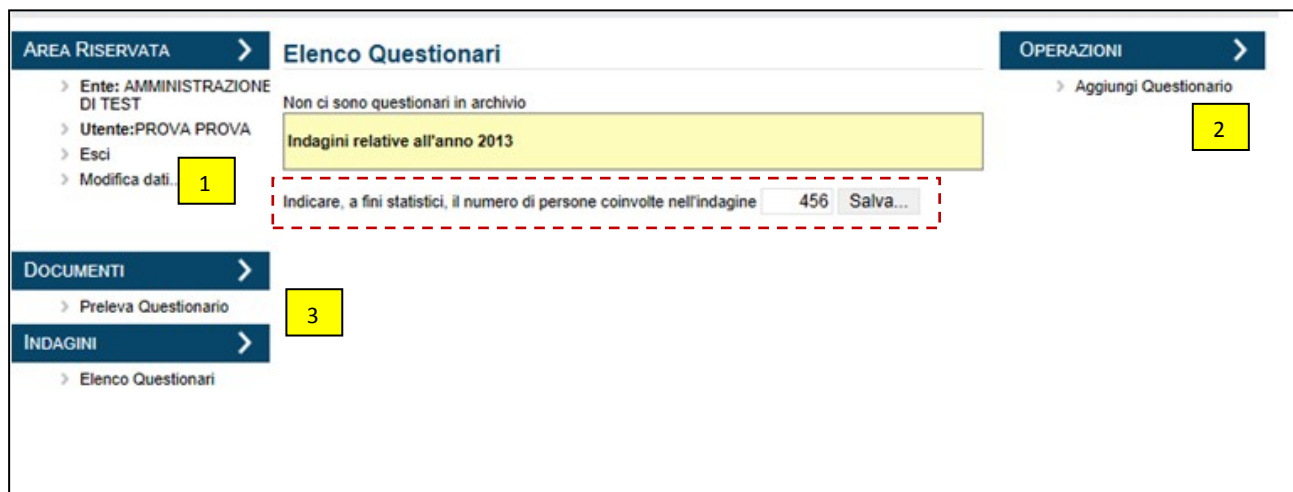 AREA RISERVATA
Ente: AMMINISTRAZIONE
DI TEST
Utente:PROVA PROVA
Esci
Modifica dati..
1
Elenco Questionari
Non ci sono questionari in archivio
Indagini relative all'anno 2013
Indicare, a fini statistici, il numero di persone coinvolte nell'indagine 456 Salva...
OPERAZIONI
Aggiungi Questionario
2
DOCUMENTI
Preleva Questionario
3
INDAGINI
Elenco Questionari